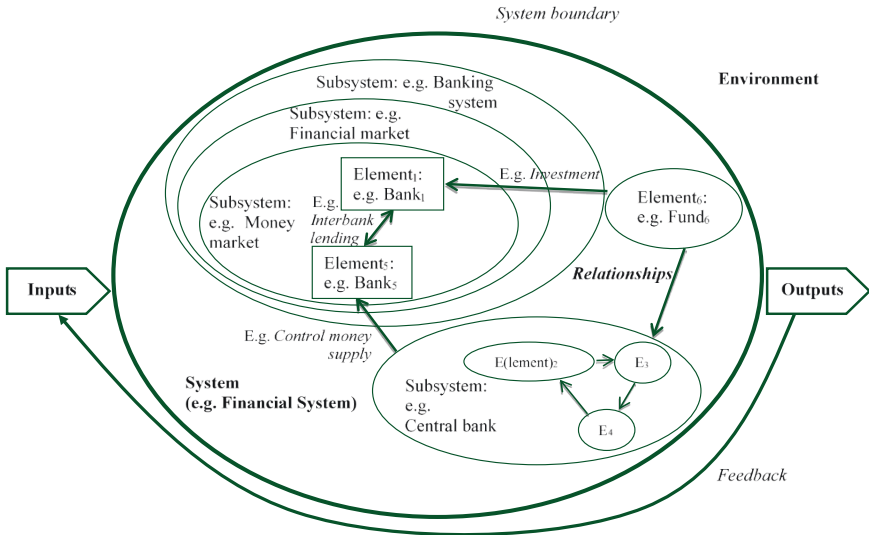 System boundary
Environment
Subsystem: e.g. Banking
system
Subsystem: e.g.
Financial market
Element₁:
e.g. Bank₁
E.g. Investment
Subsystem:
e.g. Money
market
E.g.
Interbank
lending
Element₆:
e.g. Fund₆
Element₅:
e.g. Bank₅
Relationships
Inputs
Outputs
E.g. Control money
supply
E(lement)₂
E₃
System
(e.g. Financial System)
Subsystem:
e.g.
Central bank
E₄
Feedback